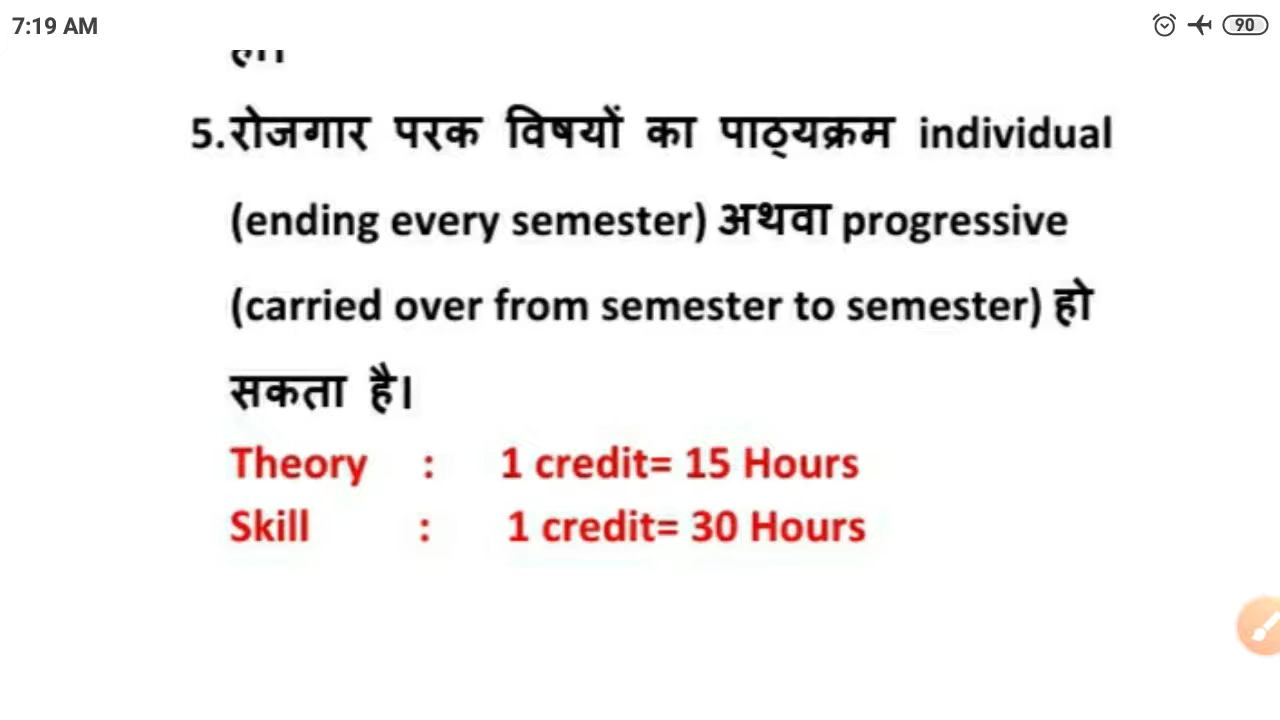 7:19 AM
90
5.रोजगार परक विषयों का पाठ्यक्रम individual
(ending every semester) अथवा progressive
(carried over from semester to semester) हो
सकता है।
Theory : 1 credit= 15 Hours
Skill : 1 credit= 30 Hours